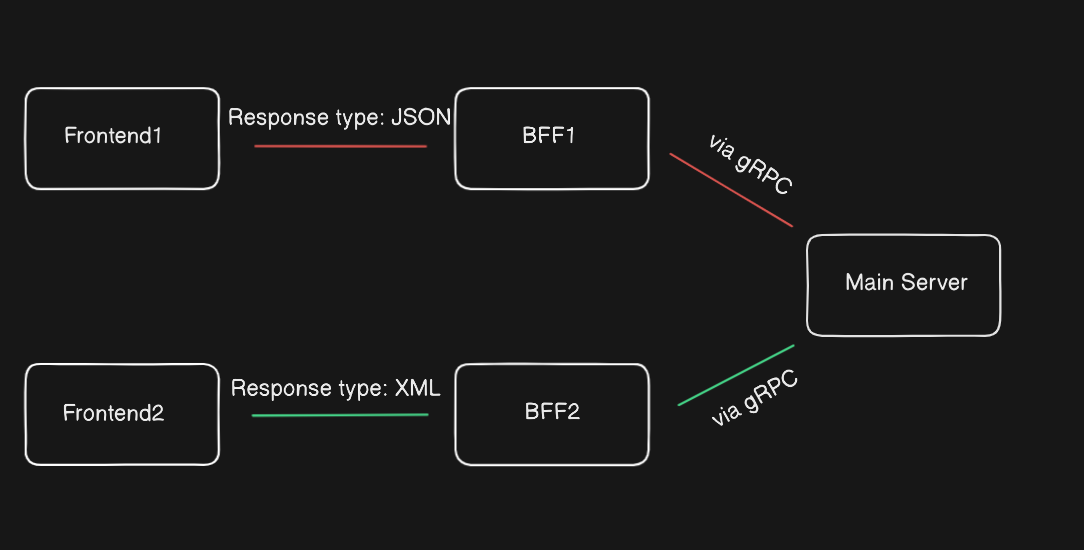 Frontend1
Response type: JSON
BFF1
via gRPC
Main Server
Frontend2
Response type: XML
BFF2
via gRPC